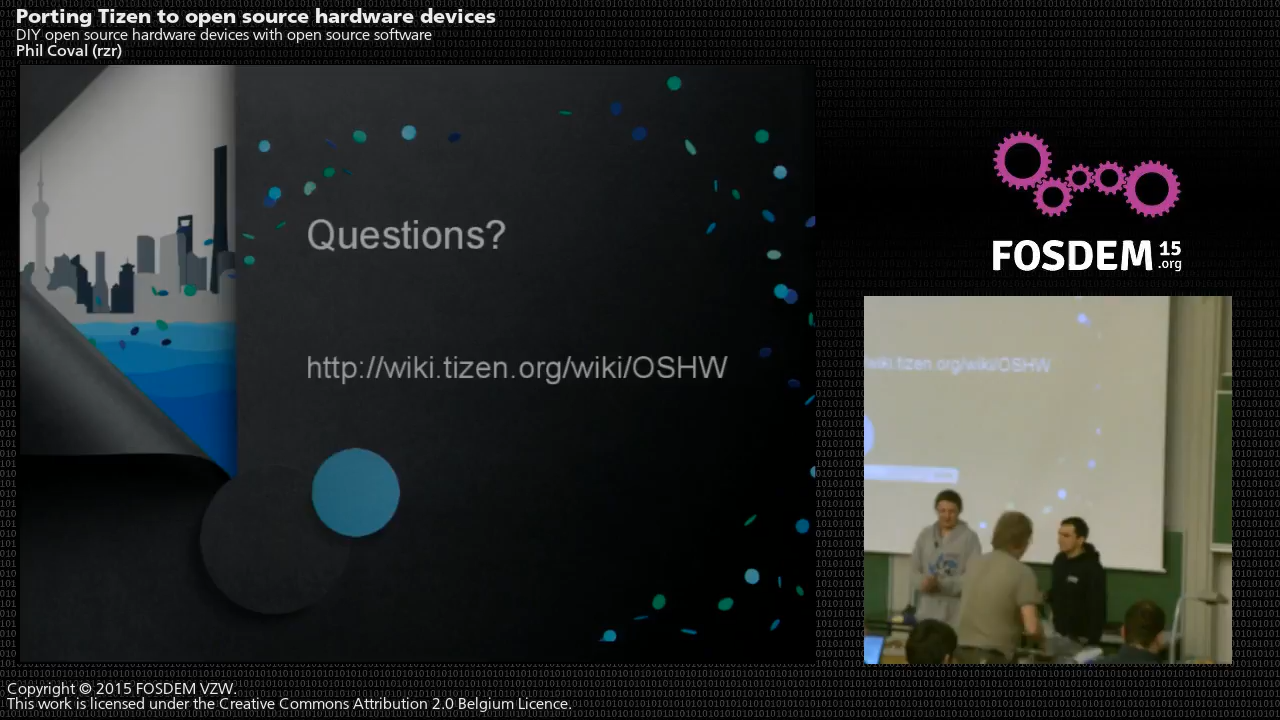 Porting Tizen to open source hardware devices
DIY open source hardware devices with open source software
Phil Coval (rzr)
Questions?
http://wiki.tizen.org/wiki/OSHW
FOSDEM 15
.org
wiki.tizen.org/wiki/OSHW
Copyright © 2015 FOSDEM VZW.
This work is licensed under the Creative Commons Attribution 2.0 Belgium Licence.